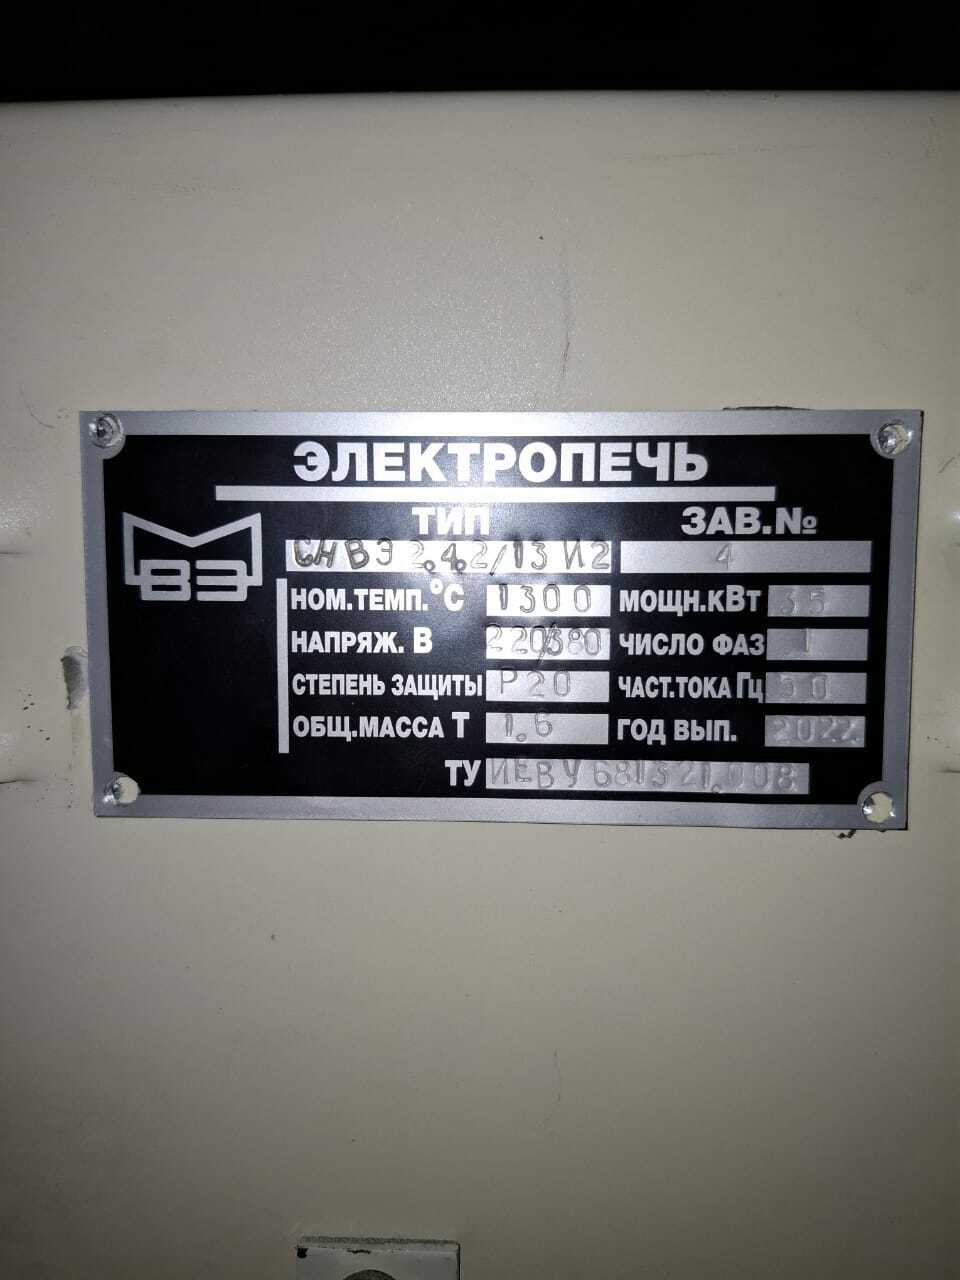 ЭЛЕКТРОПЕЧЬ
ТИП ЗАВ.№
СНВЭ 2.4.2/13 И2 4
МВЭ
НОМ.ТЕМП.°С 1300 МОЩН.КВТ 35
НАПРЯЖ. В 220/380 ЧИСЛО ФАЗ 1
СТЕПЕНЬ ЗАЩИТЫ Р20 ЧАСТ.ТОКА ГЦ 50
ОБЩ.МАССА Т 1.6 ГОД ВЫП. 2022
ТУ ИЕВУ 681321.008